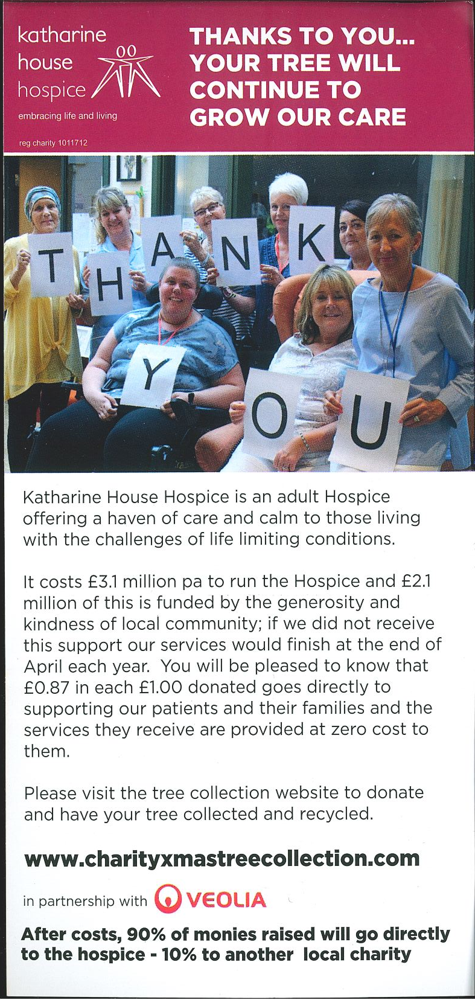 katharine
house
hospice
embracing life and living
reg charity 1011712
THANKS TO YOU...
YOUR TREE WILL
CONTINUE TO
GROW OUR CARE
T H A N K
Y O U
Katharine House Hospice is an adult Hospice
offering a haven of care and calm to those living
with the challenges of life limiting conditions.
It costs £3.1 million pa to run the Hospice and £2.1
million of this is funded by the generosity and
kindness of local community; if we did not receive
this support our services would finish at the end of
April each year.  You will be pleased to know that
£0.87 in each £1.00 donated goes directly to
supporting our patients and their families and the
services they receive are provided at zero cost to
them.
Please visit the tree collection website to donate
and have your tree collected and recycled.
www.charityxmastreecollection.com
in partnership with VEOLIA
After costs, 90% of monies raised will go directly
to the hospice - 10% to another  local charity